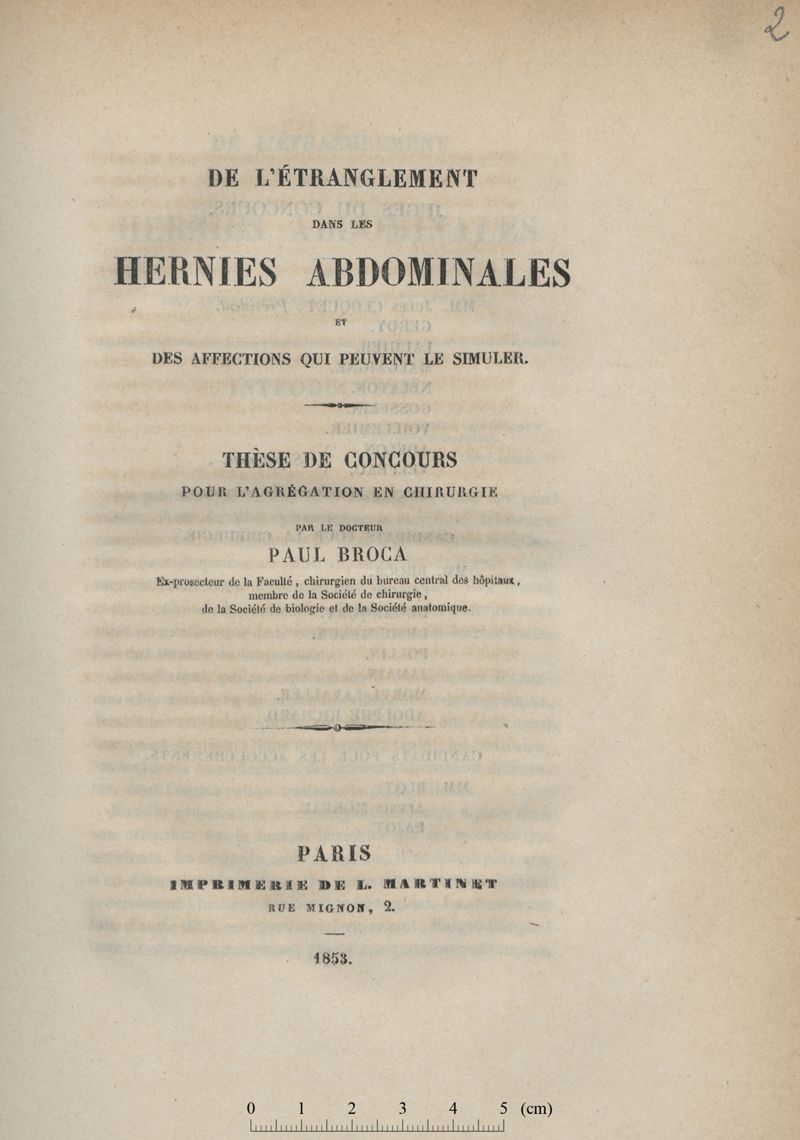 2
DE L'ÉTRANGLEMENT
DANS LES
HERNIES ABDOMINALES
ET
DES AFFECTIONS QUI PEUVENT LE SIMULER.
THÈSE DE CONCOURS
POUR L'AGRÉGATION EN CHIRURGIE
PAR LE DOCTEUR
PAUL BROCA
Ex-prosecteur de la Faculté, chirurgien du bureau central des hôpitaux,
membre de la Société de chirurgie,
de la Société de biologie et de la Société anatomique.
PARIS
IMPRIMERIE DE L. MARTINET
RUE MIGNON, 2.
1853.
0 1 2 3 4 5 (cm)